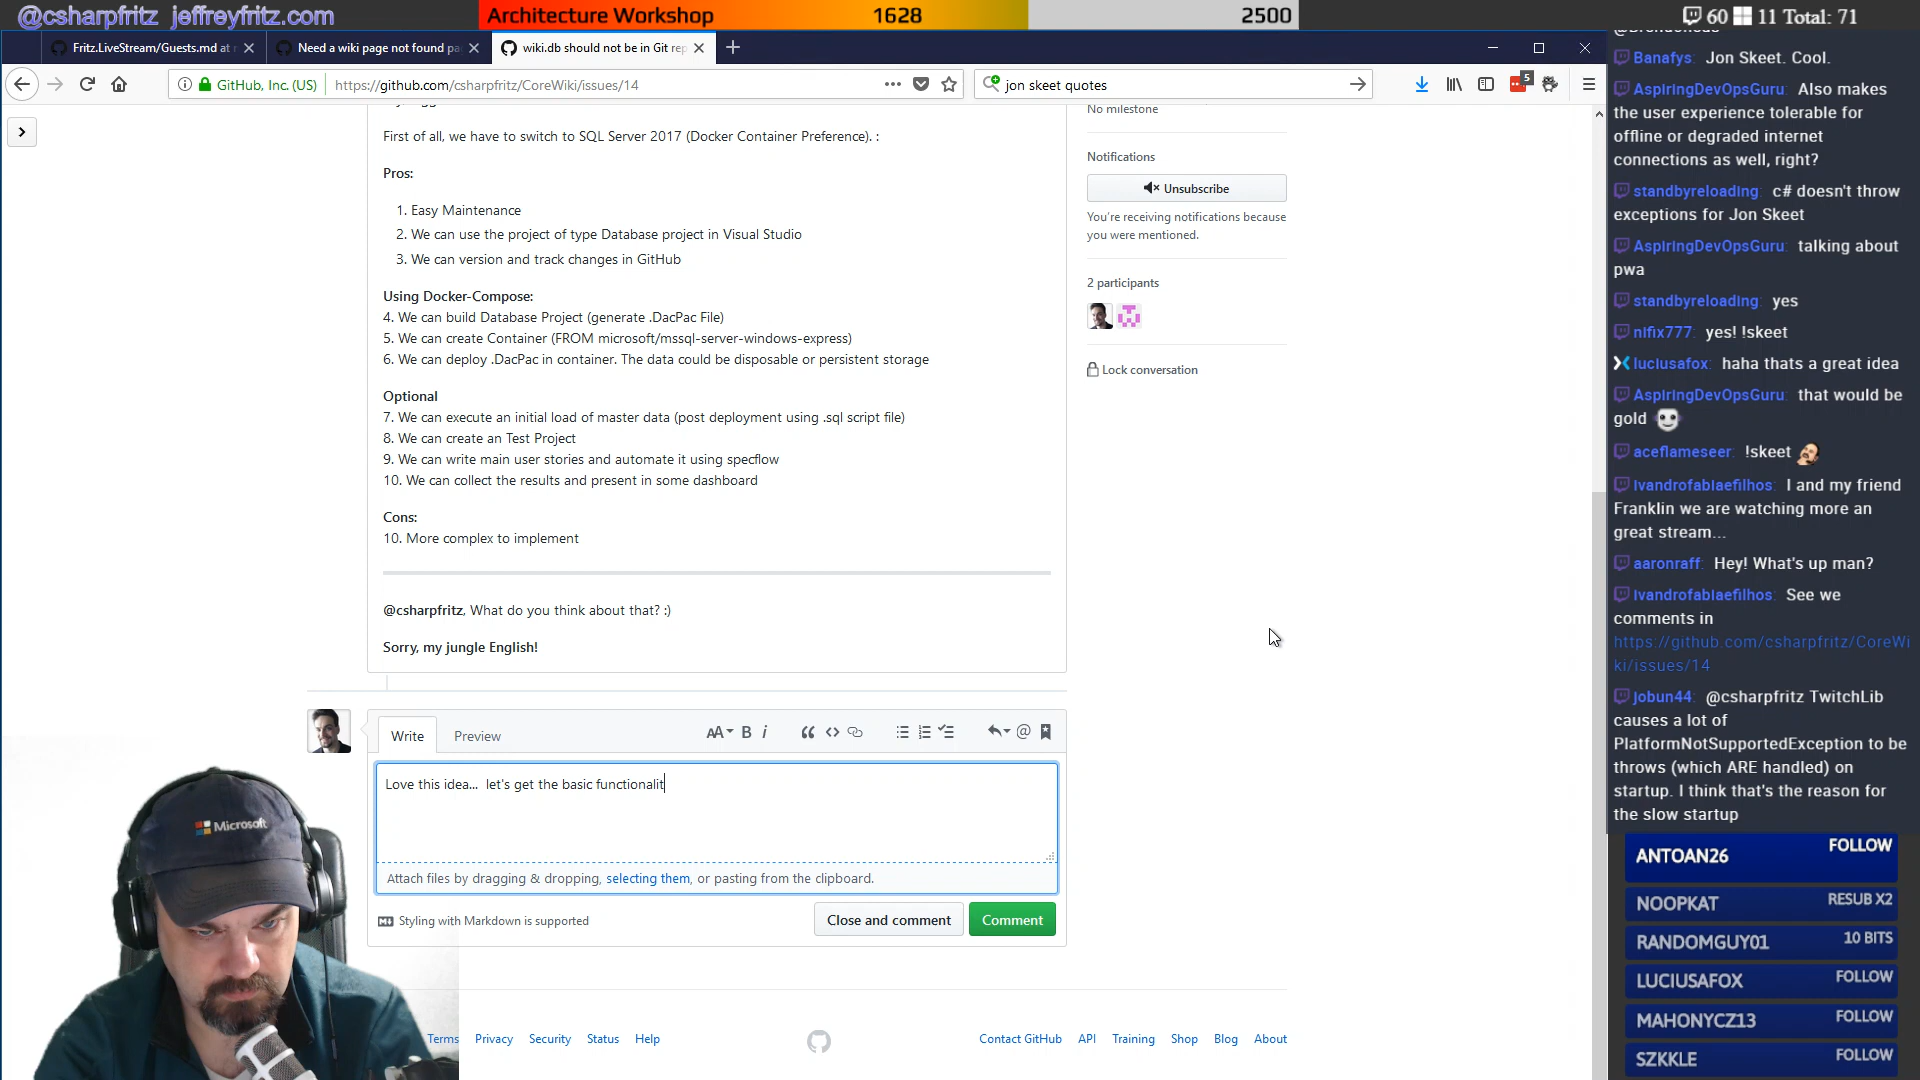 @csharpfritz jeffreyfritz.com
Architecture Workshop 1628 2500
60 11 Total: 71
Fritz.LiveStream/Guests.md at
Need a wiki page not found pa
wiki.db should not be in Git rep
GitHub, Inc. (US) https://github.com/csharpfritz/CoreWiki/issues/14
jon skeet quotes
5
First of all, we have to switch to SQL Server 2017 (Docker Container Preference). :
Pros:
1. Easy Maintenance
2. We can use the project of type Database project in Visual Studio
3. We can version and track changes in GitHub
Using Docker-Compose:
4. We can build Database Project (generate .DacPac File)
5. We can create Container (FROM microsoft/mssql-server-windows-express)
6. We can deploy .DacPac in container. The data could be disposable or persistent storage
Optional
7. We can execute an initial load of master data (post deployment using .sql script file)
8. We can create an Test Project
9. We can write main user stories and automate it using specflow
10. We can collect the results and present in some dashboard
Cons:
10. More complex to implement
@csharpfritz, What do you think about that? :)
Sorry, my jungle English!
No milestone
Notifications
Unsubscribe
You're receiving notifications because
you were mentioned.
2 participants
Lock conversation
Write
Preview
AA B i
Love this idea... let's get the basic functionalit
Attach files by dragging & dropping, selecting them, or pasting from the clipboard.
Styling with Markdown is supported
Close and comment
Comment
Terms Privacy Security Status Help
Contact GitHub API Training Shop Blog About
Microsoft
Banafys: Jon Skeet. Cool.
AspiringDevOpsGuru: Also makes
the user experience tolerable for
offline or degraded internet
connections as well, right?
standbyreloading: c# doesn't throw
exceptions for Jon Skeet
AspiringDevOpsGuru: talking about
pwa
standbyreloading: yes
nifix777: yes! !skeet
luciusafox: haha thats a great idea
AspiringDevOpsGuru: that would be
gold
aceflameseer: !skeet
ivandrofabiaefilhos: I and my friend
Franklin we are watching more an
great stream...
aaronraff: Hey! What's up man?
ivandrofabiaefilhos: See we
comments in
https://github.com/csharpfritz/CoreWi
ki/issues/14
jobun44: @csharpfritz TwitchLib
causes a lot of
PlatformNotSupportedException to be
throws (which ARE handled) on
startup. I think that's the reason for
the slow startup
ANTOAN26 FOLLOW
NOOPKAT RESUB X2
RANDOMGUY01 10 BITS
LUCIUSAFOX FOLLOW
MAHONYCZ13 FOLLOW
SZKKLE FOLLOW